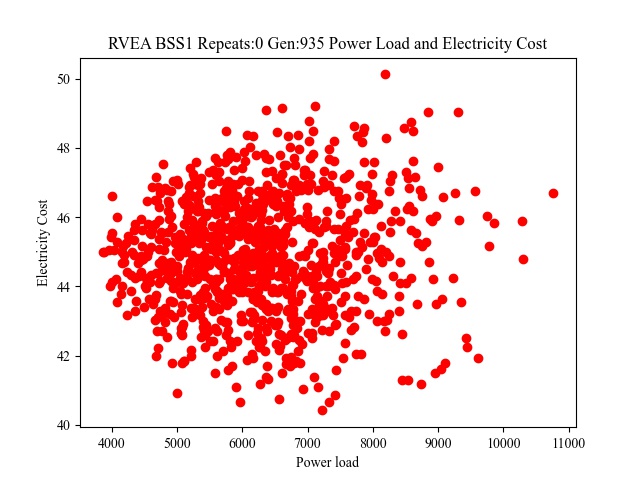 RVEA BSS1 Repeats:0 Gen:935 Power Load and Electricity Cost
50
48
46
44
42
40
Electricity Cost
4000 5000 6000 7000 8000 9000 10000 11000
Power load